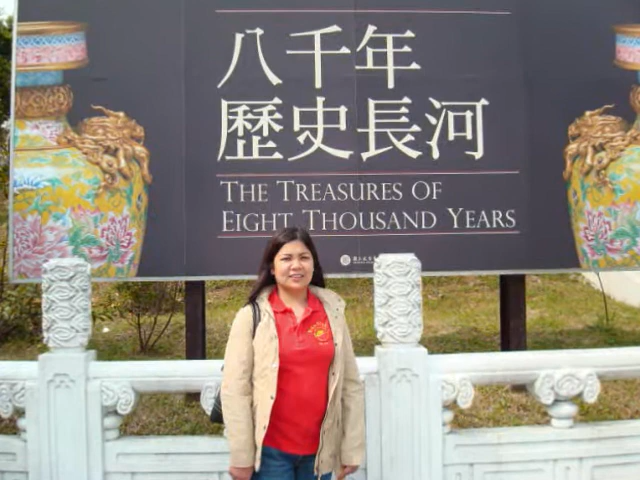 八千年
歷史長河
THE TREASURES OF
EIGHT THOUSAND YEARS